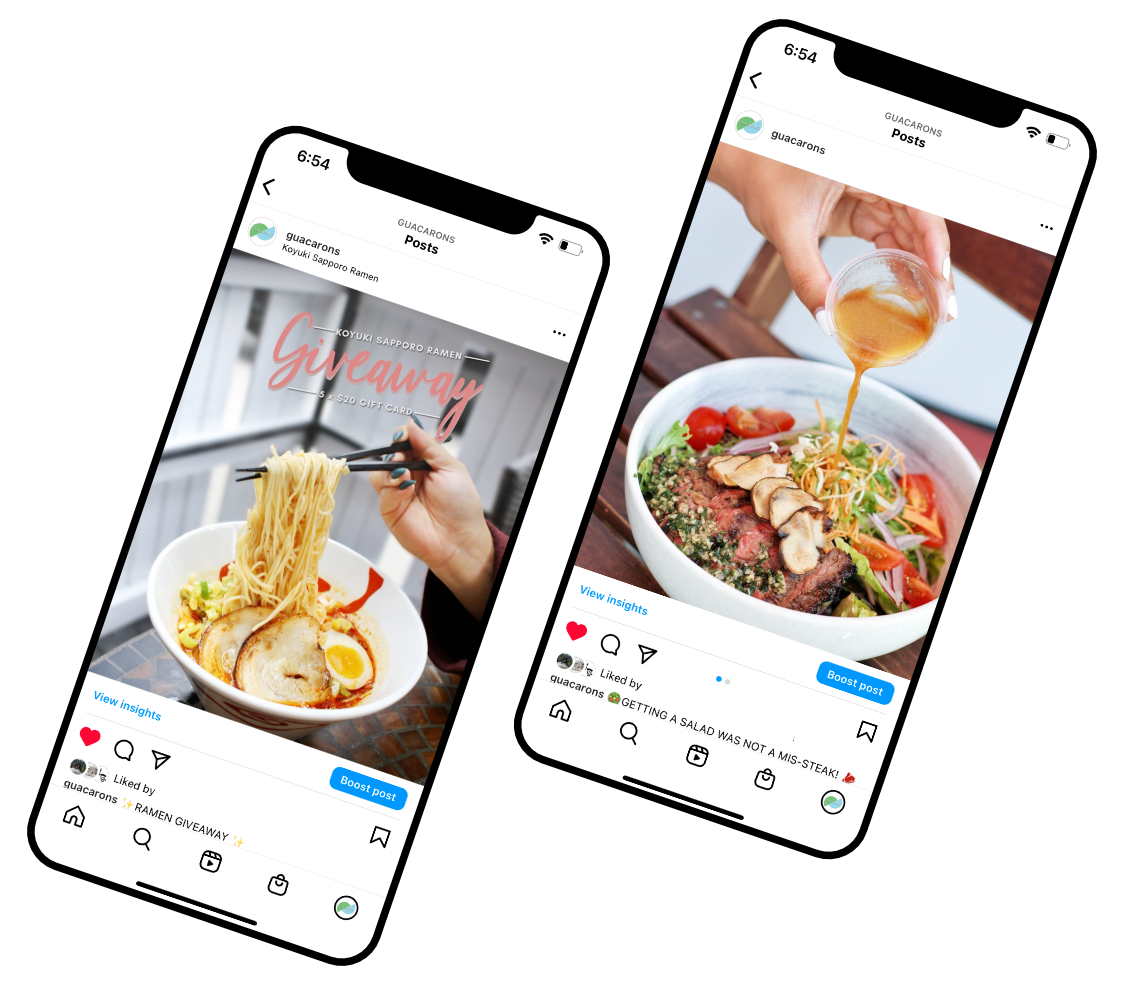 6:54
GUACARONS
Posts
guacarons
Koyuki Sapporo Ramen
KOYUKI SAPPORO RAMEN
Giveaway
5 x $20 GIFT CARD
View insights
Boost post
Liked by
guacarons ✨RAMEN GIVEAWAY ✨
6:54
GUACARONS
Posts
guacarons
View insights
Boost post
Liked by
guacarons 🥗GETTING A SALAD WAS NOT A MIS-STEAK! 🥩